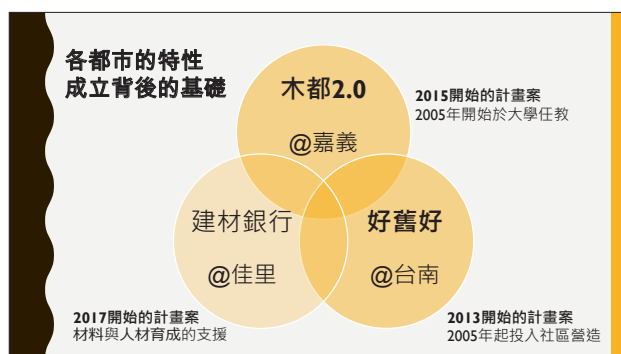 各都市的特性
成立背後的基礎
木都2.0
@嘉義
2015開始的計畫案
2005年開始於大學任教
建材銀行
@佳里
好舊好
@台南
2017開始的計畫案
材料與人材育成的支援
2013開始的計畫案
2005年起投入社區營造